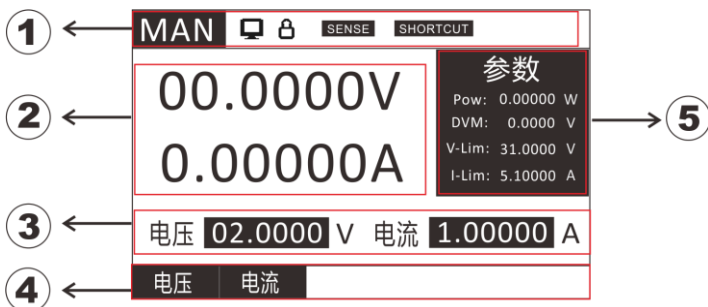 ① MAN SENSE SHORTCUT
② 00.0000V
0.00000A
参数 ⑤
Pow: 0.00000 W
DVM: 0.0000 V
V-Lim: 31.0000 V
I-Lim: 5.10000 A
③ 电压 02.0000 V 电流 1.00000 A
④ 电压 电流